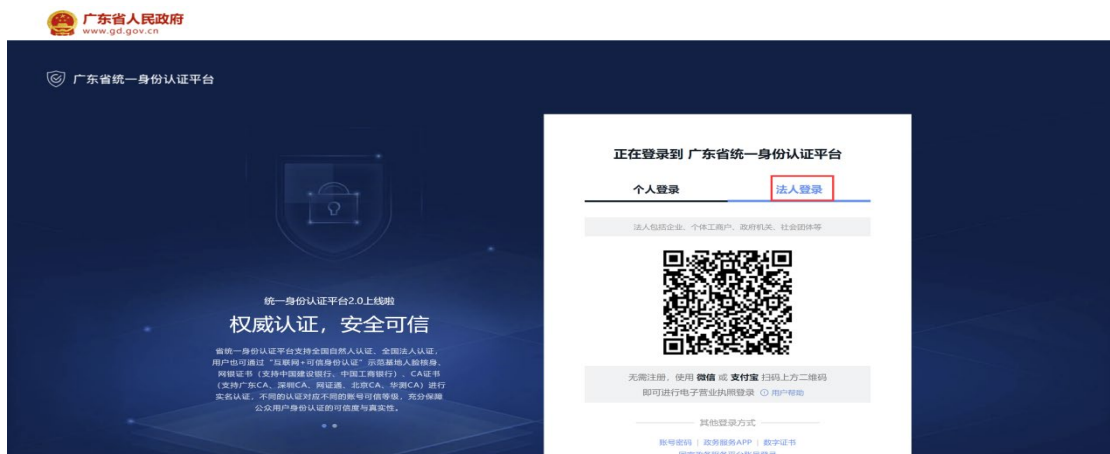 广东省人民政府
www.gd.gov.cn
广东省统一身份认证平台
正在登录到 广东省统一身份认证平台
个人登录
法人登录
法人包括企业、个体工商户、政府机关、社会团体等
统一身份认证平台2.0上线啦
权威认证，安全可信
省统一身份认证平台支持全国自然人认证、全国法人认证，
用户也可通过“互联网+可信身份认证”示范基地人脸核身、
网银证书（支持中国建设银行、中国工商银行）、CA证书
（支持广东CA、深圳CA、网证通、北京CA、华测CA）进行
实名认证，不同的认证对应不同的账号可信等级，充分保障
公众用户身份认证的可信度与真实性。
无需注册，使用 微信 或 支付宝 扫码上方二维码
即可进行电子营业执照登录 用户帮助
其他登录方式
账号密码 | 政务服务APP | 数字证书
国家政务服务平台账号登录